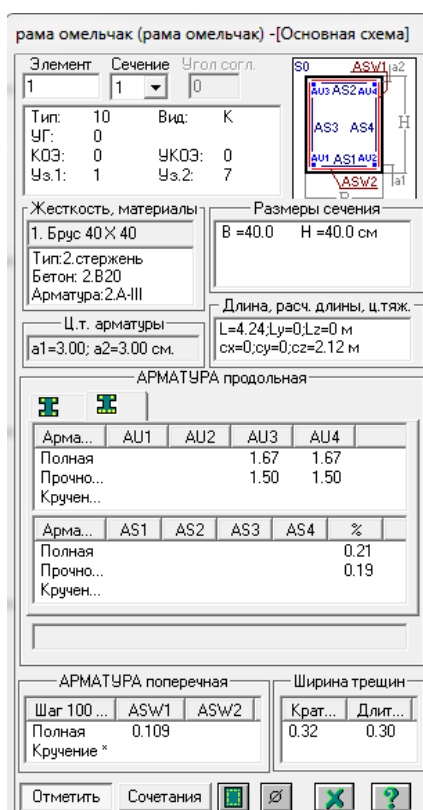 рама омельчак (рама омельчак) -[Основная схема]
Элемент Сечение Угол согл.
1 1 0
Тип: 10 Вид: К
УГ: 0
КОЭ: 0 УКОЭ: 0
Уз.1: 1 Уз.2: 7
S0 ASW1 a2
AU3 AS2 AU4
AS3 AS4 H
AU1 AS1 AU2
ASW2 a1
B
Жесткость, материалы
1. Брус 40 X 40
Тип:2.стержень
Бетон: 2.В20
Арматура:2.А-III
Размеры сечения
B =40.0 H =40.0 см
Ц.т. арматуры
a1=3.00; a2=3.00 см.
Длина, расч. длины, ц.тяж.
L=4.24;Ly=0;Lz=0 м
cx=0;cy=0;cz=2.12 м
АРМАТУРА продольная
Арма... AU1 AU2 AU3 AU4
Полная 1.67 1.67
Прочно... 1.50 1.50
Кручен...
Арма... AS1 AS2 AS3 AS4 %
Полная 0.21
Прочно... 0.19
Кручен...
АРМАТУРА поперечная
Шаг 100 ... ASW1 ASW2
Полная 0.109
Кручение *
Ширина трещин
Крат... Длит...
0.32 0.30
Отметить Сочетания Ø X ?